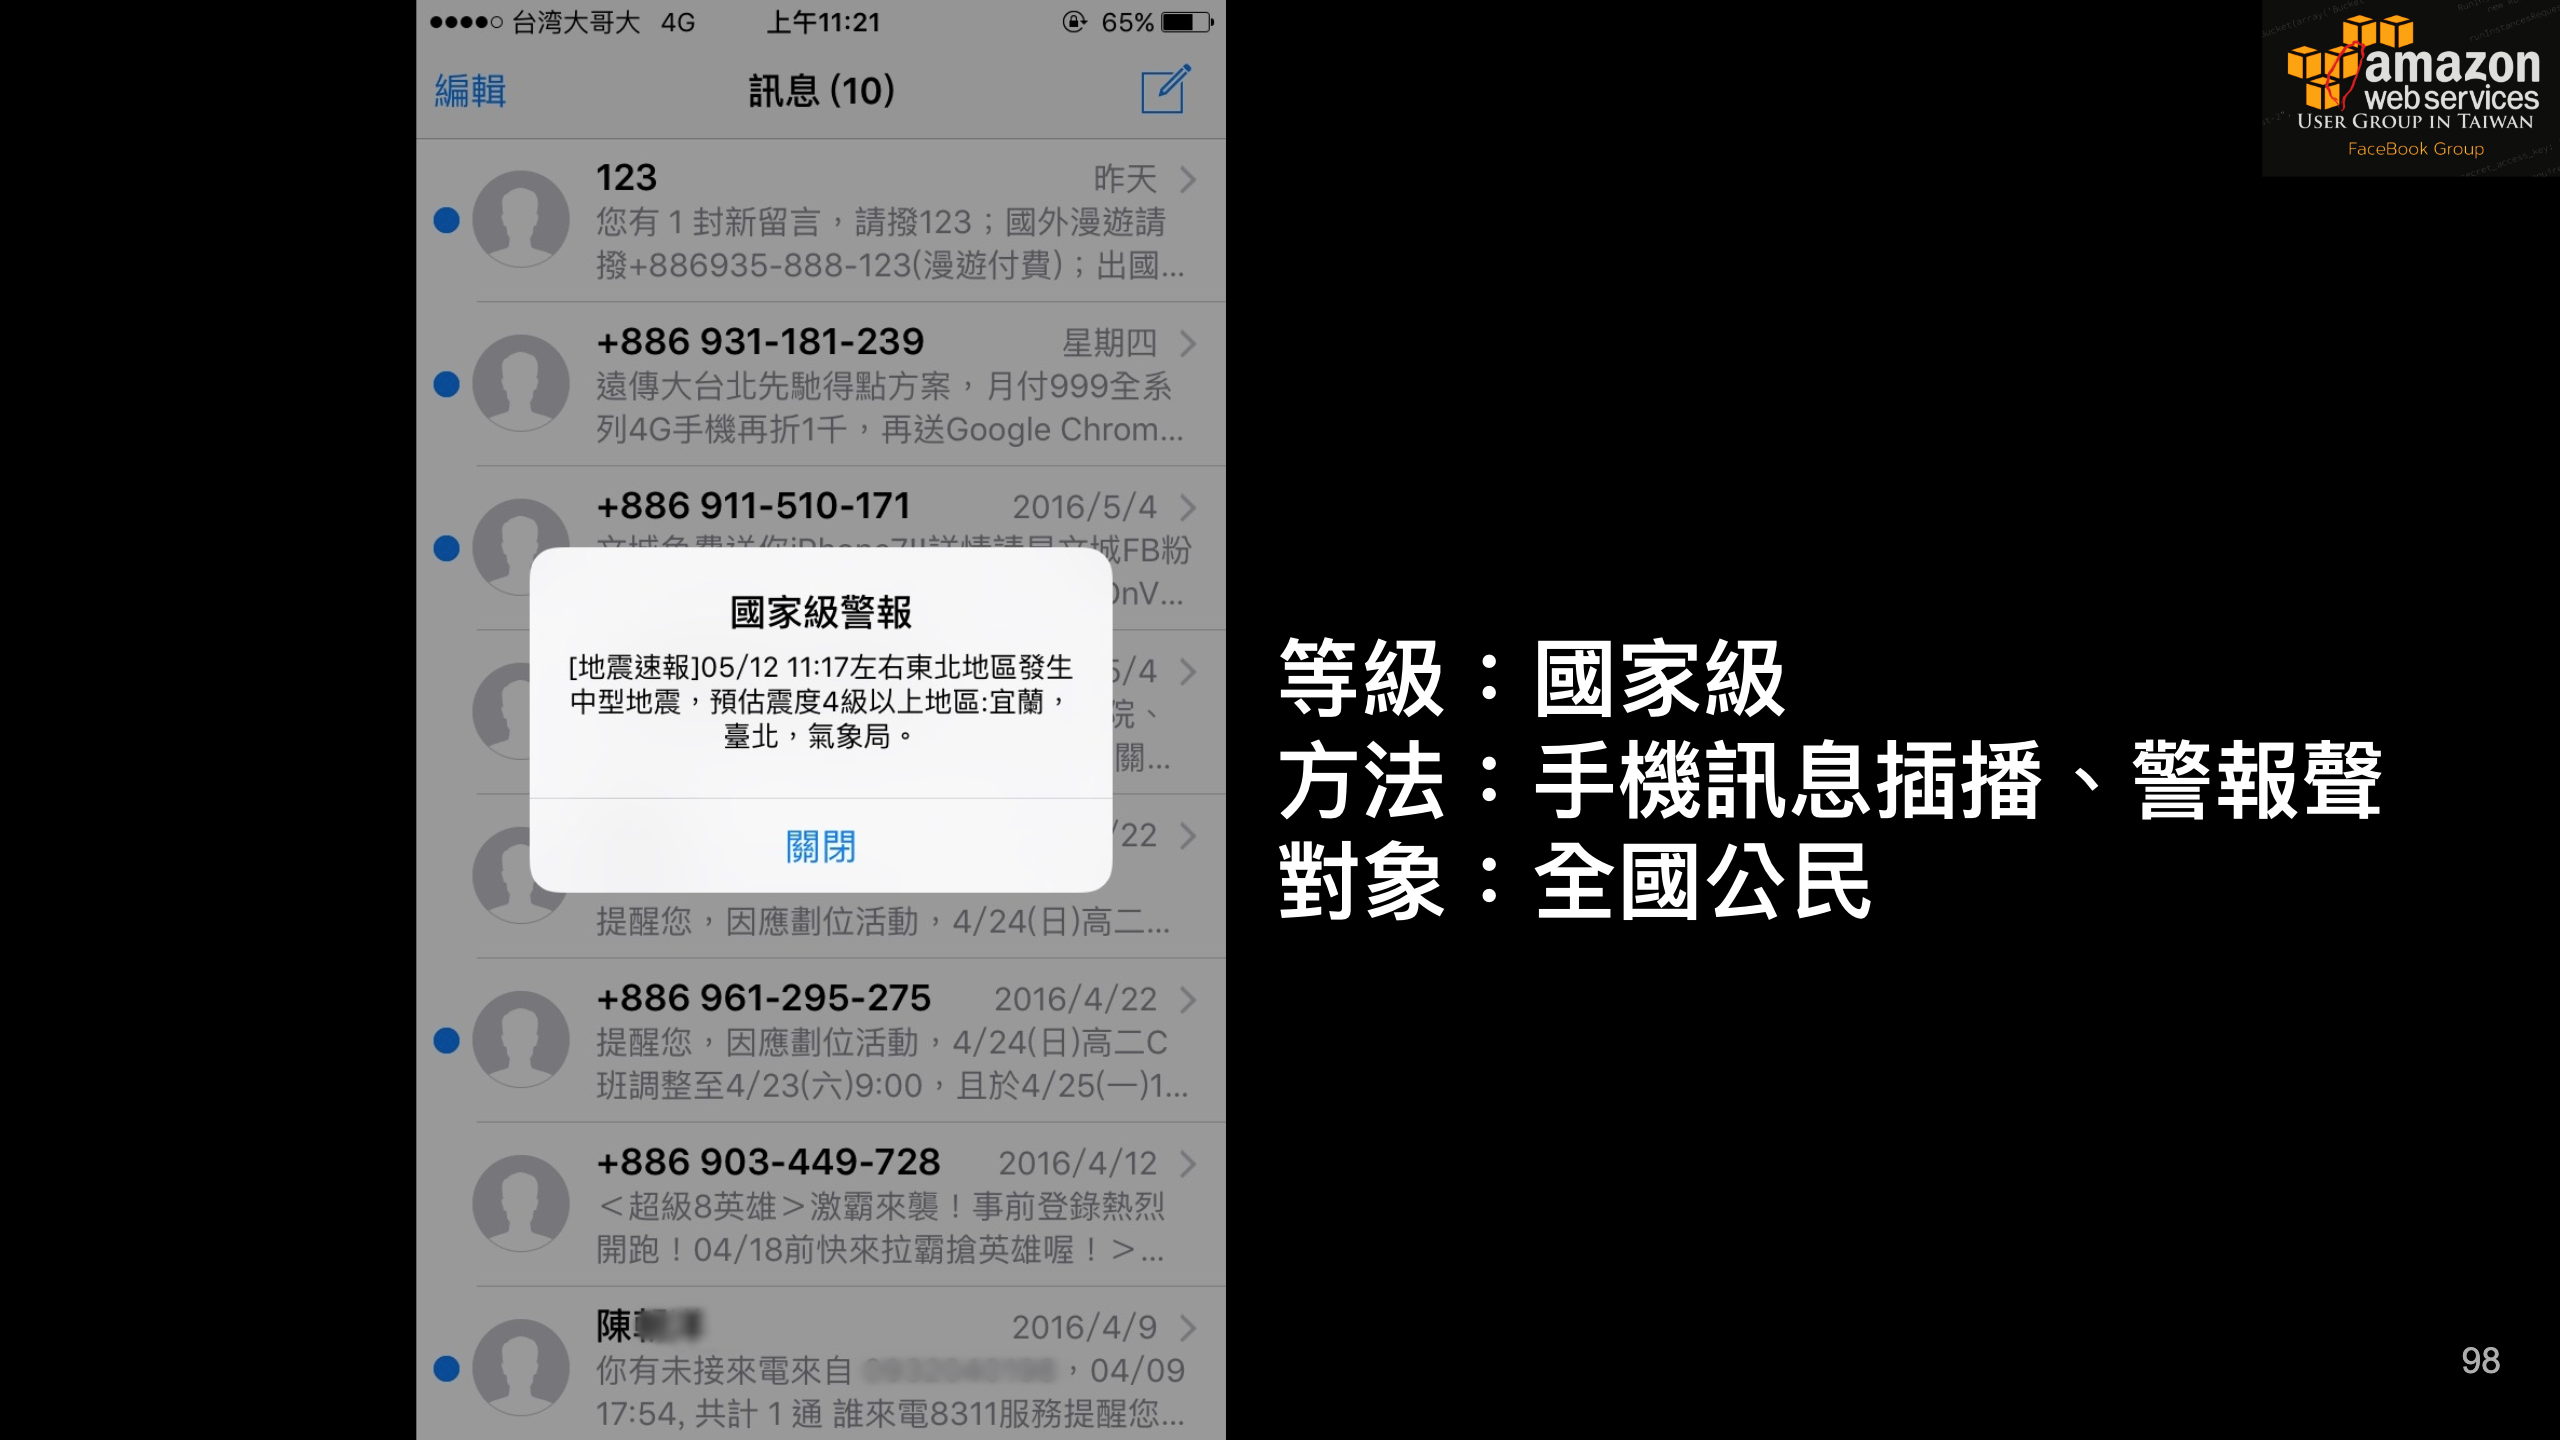 台湾大哥大 4G 上午11:21 65%
編輯 訊息 (10)
123 昨天
您有 1 封新留言，請撥123；國外漫遊請
撥+886935-888-123(漫遊付費)；出國...
+886 931-181-239 星期四
遠傳大台北先馳得點方案，月付999全系
列4G手機再折1千，再送Google Chrom...
+886 911-510-171 2016/5/4
城FB粉
OnV...
5/4
院、
關...
/22
國家級警報
[地震速報]05/12 11:17左右東北地區發生
中型地震，預估震度4級以上地區:宜蘭，
臺北，氣象局。
關閉
提醒您，因應劃位活動，4/24(日)高二...
+886 961-295-275 2016/4/22
提醒您，因應劃位活動，4/24(日)高二C
班調整至4/23(六)9:00，且於4/25(一)1...
+886 903-449-728 2016/4/12
＜超級8英雄＞激霸來襲！事前登錄熱烈
開跑！04/18前快來拉霸搶英雄喔！＞...
陳 2016/4/9
你有未接來電來自 ，04/09
17:54, 共計 1 通 誰來電8311服務提醒您...
等級：國家級
方法：手機訊息插播、警報聲
對象：全國公民
amazon
web services
USER GROUP IN TAIWAN
FaceBook Group
98